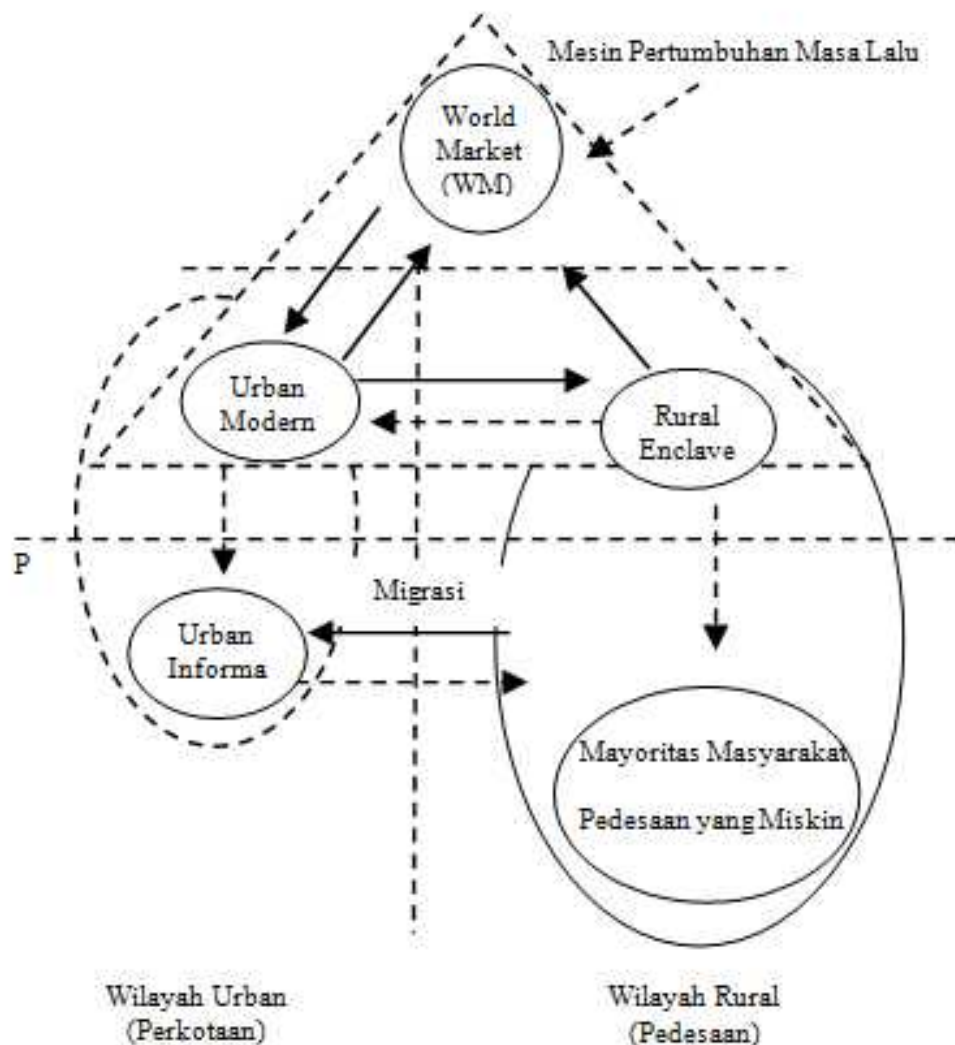 Mesin Pertumbuhan Masa Lalu
World
Market
(WM)
Urban
Modern
Rural
Enclave
P
Migrasi
Urban
Informa
Mayoritas Masyarakat
Pedesaan yang Miskin
Wilayah Urban
(Perkotaan)
Wilayah Rural
(Pedesaan)